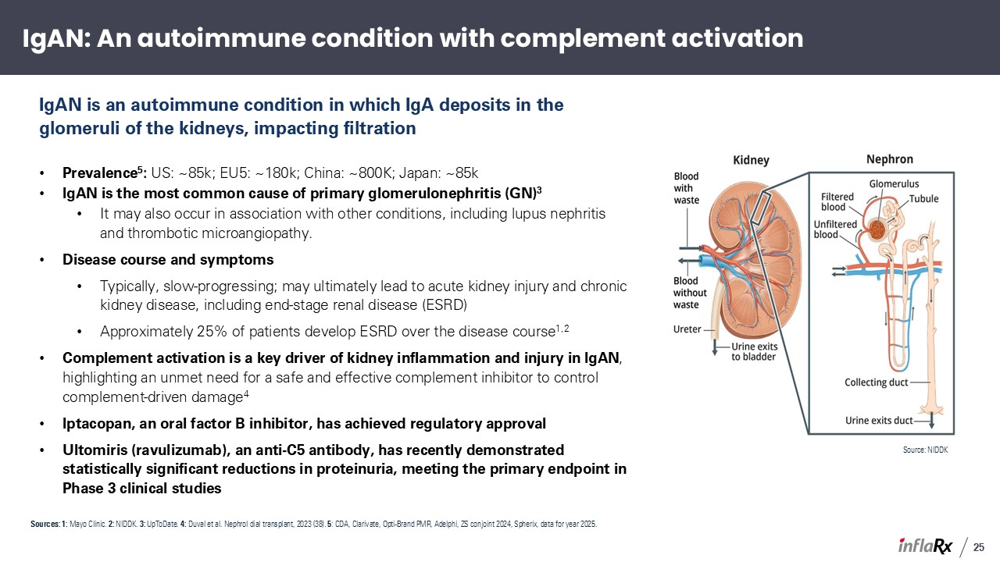 IgAN: An autoimmune condition with complement activation
IgAN is an autoimmune condition in which IgA deposits in the
glomeruli of the kidneys, impacting filtration
• Prevalence⁵: US: ~85k; EU5: ~180k; China: ~800K; Japan: ~85k
• IgAN is the most common cause of primary glomerulonephritis (GN)³
• It may also occur in association with other conditions, including lupus nephritis
and thrombotic microangiopathy.
• Disease course and symptoms
• Typically, slow-progressing; may ultimately lead to acute kidney injury and chronic
kidney disease, including end-stage renal disease (ESRD)
• Approximately 25% of patients develop ESRD over the disease course¹,²
• Complement activation is a key driver of kidney inflammation and injury in IgAN,
highlighting an unmet need for a safe and effective complement inhibitor to control
complement-driven damage⁴
• Iptacopan, an oral factor B inhibitor, has achieved regulatory approval
• Ultomiris (ravulizumab), an anti-C5 antibody, has recently demonstrated
statistically significant reductions in proteinuria, meeting the primary endpoint in
Phase 3 clinical studies
Kidney
Blood
with
waste
Blood
without
waste
Ureter
Urine exits
to bladder
Nephron
Glomerulus
Filtered
blood
Tubule
Unfiltered
blood
Collecting duct
Urine exits duct
Source: NIDDK
Sources: 1: Mayo Clinic. 2: NIDDK. 3: UpToDate. 4: Duval et al. Nephrol dial transplant, 2023 (38). 5: CDA, Clarivate, Opti-Brand PMR, Adelphi, ZS conjoint 2024, Spherix, data for year 2025.
inflaRx / 25